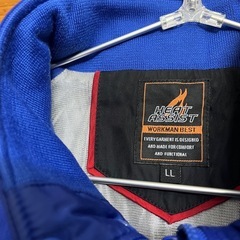 HEAT
ASSIST
WORKMAN BEST
EVERY GARMENT IS DESIGNED
AND MADE FOR COMFORT
AND FUNCTIONAL
LL